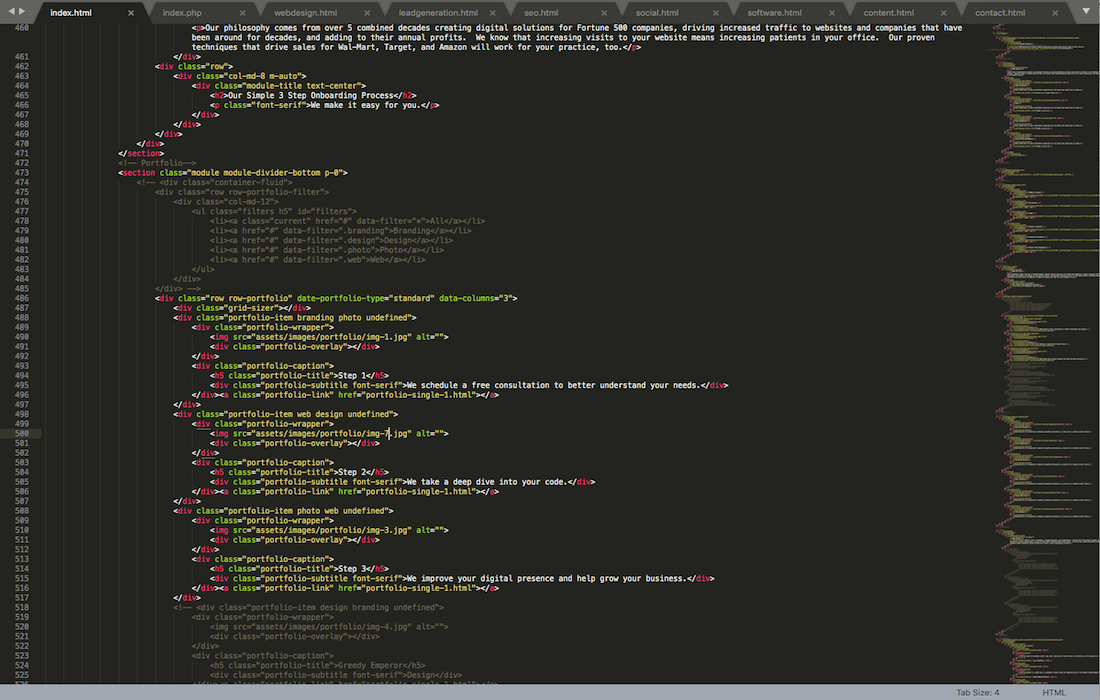 index.html × index.php × webdesign.html × leadgeneration.html × seo.html × social.html × software.html × content.html × contact.html ×
460 <p>Our philosophy comes from over 5 combined decades creating digital solutions for Fortune 500 companies, driving increased traffic to websites and companies that have
been around for decades, and adding to their annual profits.  We know that increasing visits to your website means increasing patients in your office.  Our proven
techniques that drive sales for Wal-Mart, Target, and Amazon will work for your practice, too.</p>
461 </div>
462 <div class="row">
463 <div class="col-md-8 m-auto">
464 <div class="module-title text-center">
465 <h2>Our Simple 3 Step Onboarding Process</h2>
466 <p class="font-serif">We make it easy for you.</p>
467 </div>
468 </div>
469 </div>
470 </div>
471 </section>
472 <!-- Portfolio-->
473 <section class="module module-divider-bottom p-0">
474 <!-- <div class="container-fluid">
475 <div class="row row-portfolio-filter">
476 <div class="col-md-12">
477 <ul class="filters h5" id="filters">
478 <li><a class="current" href="#" data-filter="*">All</a></li>
479 <li><a href="#" data-filter=".branding">Branding</a></li>
480 <li><a href="#" data-filter=".design">Design</a></li>
481 <li><a href="#" data-filter=".photo">Photo</a></li>
482 <li><a href="#" data-filter=".web">Web</a></li>
483 </ul>
484 </div>
485 </div> -->
486 <div class="row row-portfolio" date-portfolio-type="standard" data-columns="3">
487 <div class="grid-sizer"></div>
488 <div class="portfolio-item branding photo undefined">
489 <div class="portfolio-wrapper">
490 <img src="assets/images/portfolio/img-1.jpg" alt="">
491 <div class="portfolio-overlay"></div>
492 </div>
493 <div class="portfolio-caption">
494 <h5 class="portfolio-title">Step 1</h5>
495 <div class="portfolio-subtitle font-serif">We schedule a free consultation to better understand your needs.</div>
496 </div><a class="portfolio-link" href="portfolio-single-1.html"></a>
497 </div>
498 <div class="portfolio-item web design undefined">
499 <div class="portfolio-wrapper">
500 <img src="assets/images/portfolio/img-7.jpg" alt="">
501 <div class="portfolio-overlay"></div>
502 </div>
503 <div class="portfolio-caption">
504 <h5 class="portfolio-title">Step 2</h5>
505 <div class="portfolio-subtitle font-serif">We take a deep dive into your code.</div>
506 </div><a class="portfolio-link" href="portfolio-single-1.html"></a>
507 </div>
508 <div class="portfolio-item photo web undefined">
509 <div class="portfolio-wrapper">
510 <img src="assets/images/portfolio/img-3.jpg" alt="">
511 <div class="portfolio-overlay"></div>
512 </div>
513 <div class="portfolio-caption">
514 <h5 class="portfolio-title">Step 3</h5>
515 <div class="portfolio-subtitle font-serif">We improve your digital presence and help grow your business.</div>
516 </div><a class="portfolio-link" href="portfolio-single-1.html"></a>
517 </div>
518 <!-- <div class="portfolio-item design branding undefined">
519 <div class="portfolio-wrapper">
520 <img src="assets/images/portfolio/img-4.jpg" alt="">
521 <div class="portfolio-overlay"></div>
522 </div>
523 <div class="portfolio-caption">
524 <h5 class="portfolio-title">Greedy Emperor</h5>
525 <div class="portfolio-subtitle font-serif">Design</div>
Tab Size: 4 HTML